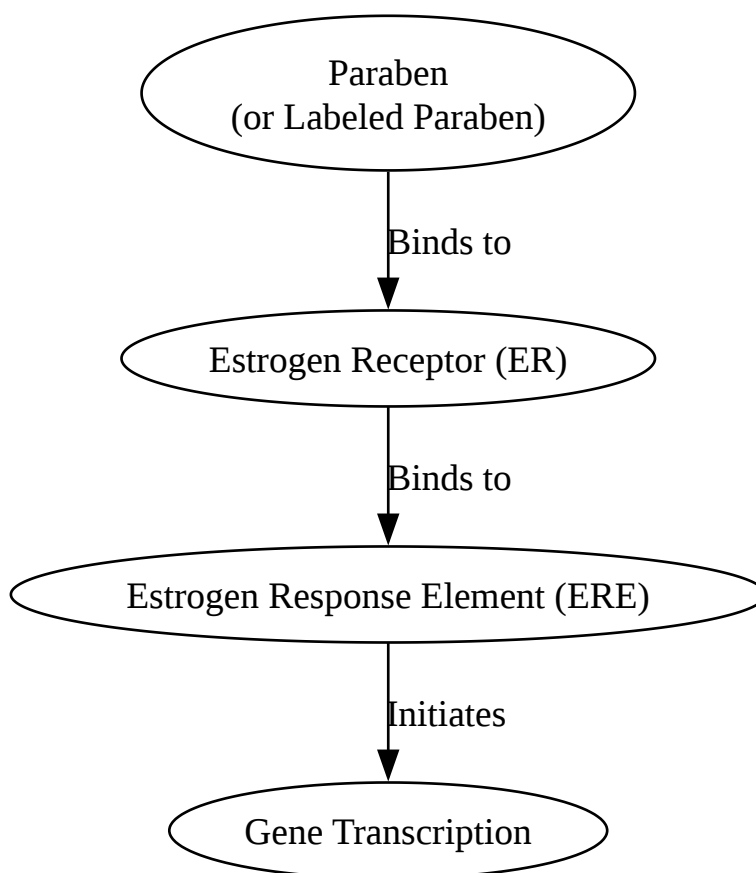 Paraben
(or Labeled Paraben)
Binds to
Estrogen Receptor (ER)
Binds to
Estrogen Response Element (ERE)
Initiates
Gene Transcription